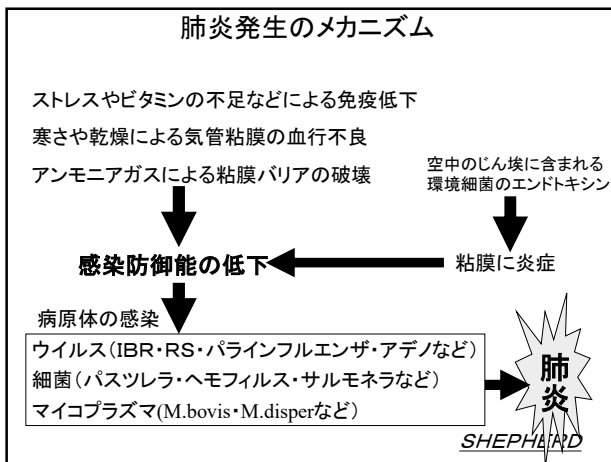 肺炎発生のメカニズム
ストレスやビタミンの不足などによる免疫低下
寒さや乾燥による気管粘膜の血行不良
アンモニアガスによる粘膜バリアの破壊
空中のじん埃に含まれる
環境細菌のエンドトキシン
感染防御能の低下
粘膜に炎症
病原体の感染
ウイルス(IBR・RS・パラインフルエンザ・アデノなど)
細菌(パスツレラ・ヘモフィルス・サルモネラなど)
マイコプラズマ(M.bovis・M.disperなど)
肺炎
SHEPHERD